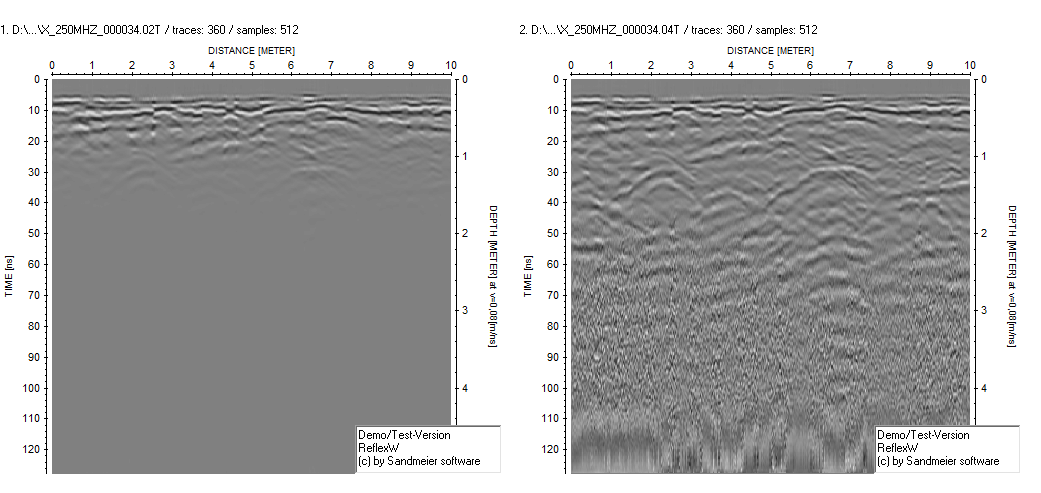 1. D:\...\X_250MHZ_000034.02T / traces: 360 / samples: 512
DISTANCE [METER]
0 1 2 3 4 5 6 7 8 9 10
0
10
20
30
40
50
60
70
80
90
100
110
120
TIME [ns]
0
1
2
3
4
DEPTH [METER] at v=0.08[m/ns]
Demo/Test-Version
ReflexW
(c) by Sandmeier software
2. D:\...\X_250MHZ_000034.04T / traces: 360 / samples: 512
DISTANCE [METER]
0 1 2 3 4 5 6 7 8 9 10
0
10
20
30
40
50
60
70
80
90
100
110
120
TIME [ns]
0
1
2
3
4
DEPTH [METER] at v=0.08[m/ns]
Demo/Test-Version
ReflexW
(c) by Sandmeier software